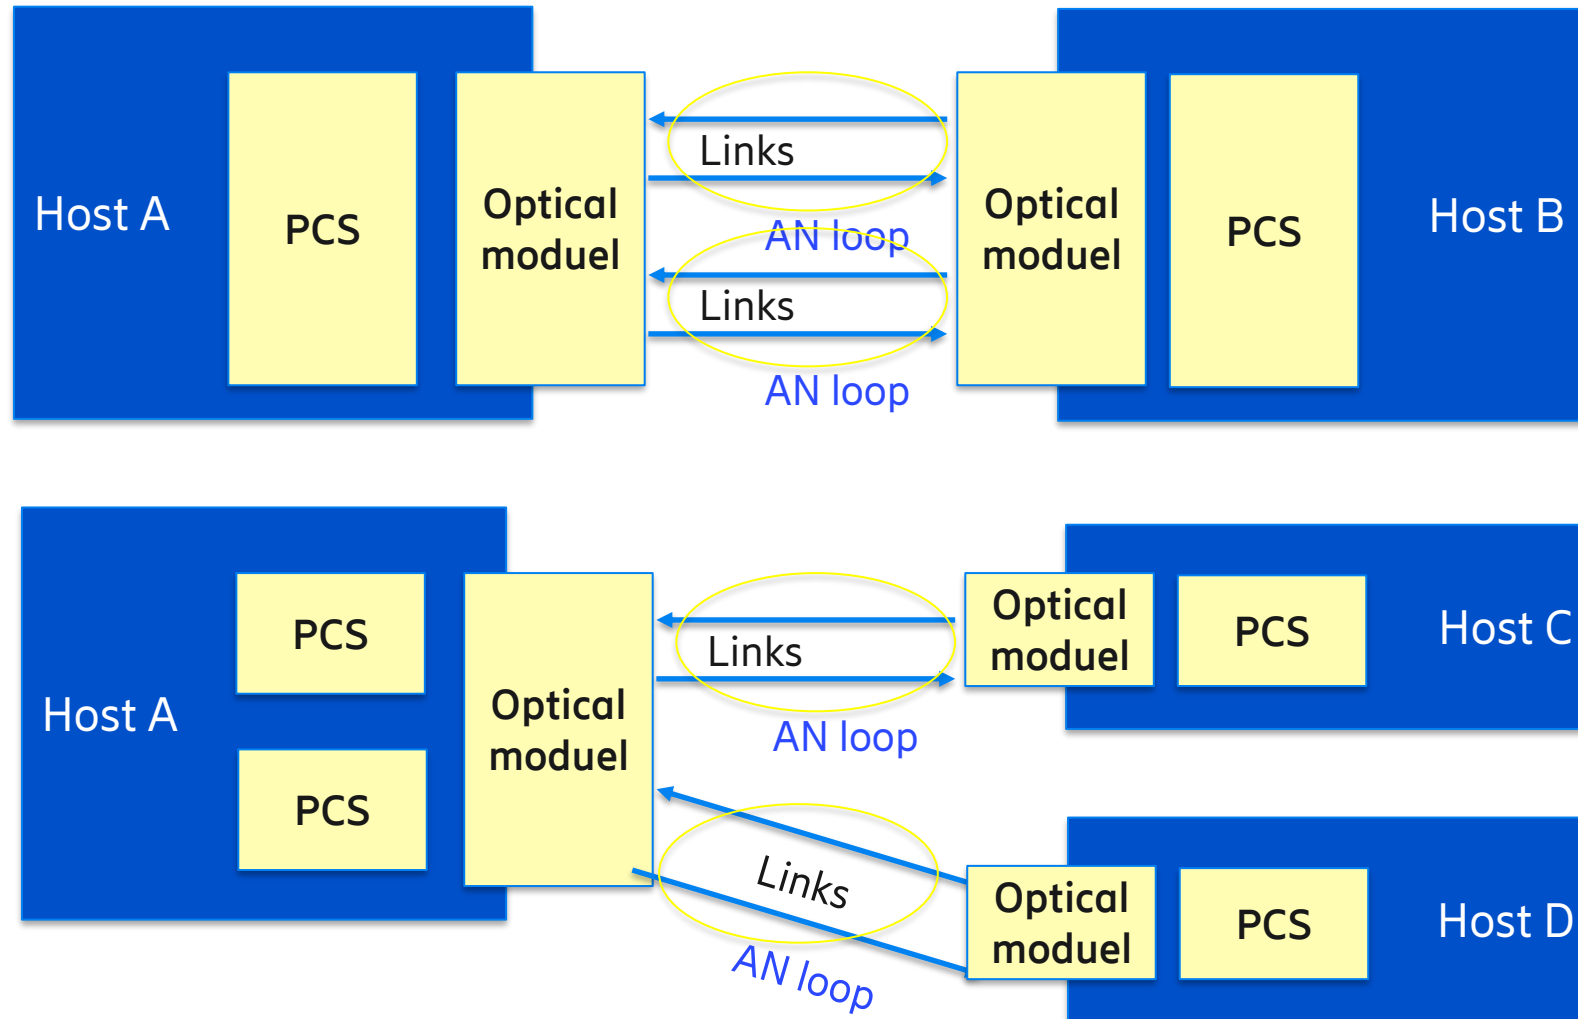 Host A
PCS
Optical
moduel
Links
AN loop
Links
AN loop
Optical
moduel
PCS
Host B
Host A
PCS
PCS
Optical
moduel
Links
AN loop
Links
AN loop
Optical
moduel
PCS
Host C
Optical
moduel
PCS
Host D